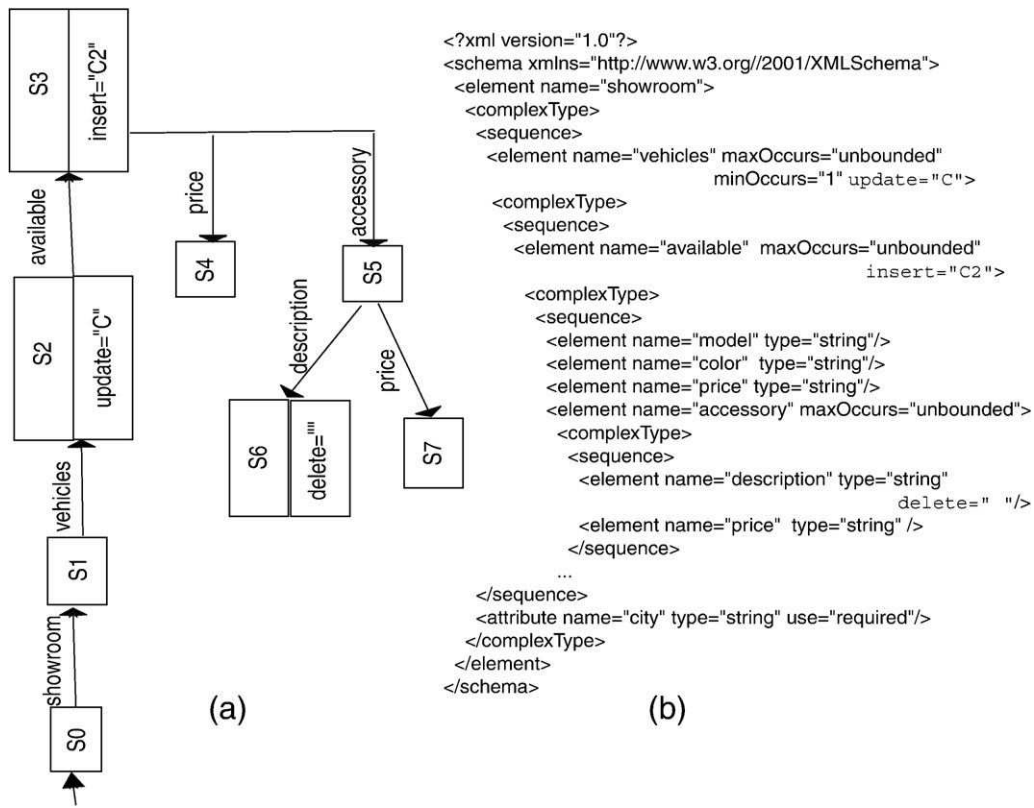 S3
insert="C2"
available
price
accessory
S4
S5
S2
update="C"
description
price
S6
delete=""
S7
vehicles
S1
showroom
S0
(a)
<?xml version="1.0"?>
<schema xmlns="http://www.w3.org//2001/XMLSchema">
<element name="showroom">
<complexType>
<sequence>
<element name="vehicles" maxOccurs="unbounded"
minOccurs="1" update="C">
<complexType>
<sequence>
<element name="available" maxOccurs="unbounded"
insert="C2">
<complexType>
<sequence>
<element name="model" type="string"/>
<element name="color" type="string"/>
<element name="price" type="string"/>
<element name="accessory" maxOccurs="unbounded">
<complexType>
<sequence>
<element name="description" type="string"
delete=" "/>
<element name="price" type="string" />
</sequence>
...
</sequence>
<attribute name="city" type="string" use="required"/>
</complexType>
</element>
</schema>
(b)